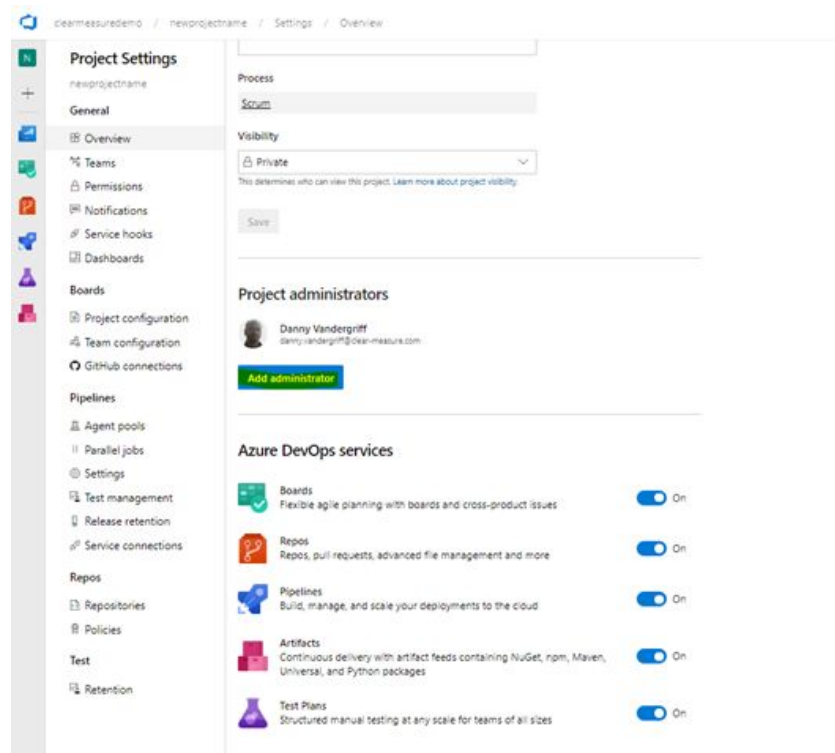 clearmeasuredemo / newprojectname / Settings / Overview
N
Project Settings
newprojectname
General
Overview
Teams
Permissions
Notifications
Service hooks
Dashboards
Boards
Project configuration
Team configuration
GitHub connections
Pipelines
Agent pools
Parallel jobs
Settings
Test management
Release retention
Service connections
Repos
Repositories
Policies
Test
Retention
Process
Scrum
Visibility
Private
This determines who can view this project. Learn more about project visibility.
Save
Project administrators
Danny Vandergriff
danny.vandergriff@clear-measure.com
Add administrator
Azure DevOps services
Boards
Flexible agile planning with boards and cross-product issues
On
Repos
Repos, pull requests, advanced file management and more
On
Pipelines
Build, manage, and scale your deployments to the cloud
On
Artifacts
Continuous delivery with artifact feeds containing NuGet, npm, Maven,
Universal, and Python packages
On
Test Plans
Structured manual testing at any scale for teams of all sizes
On